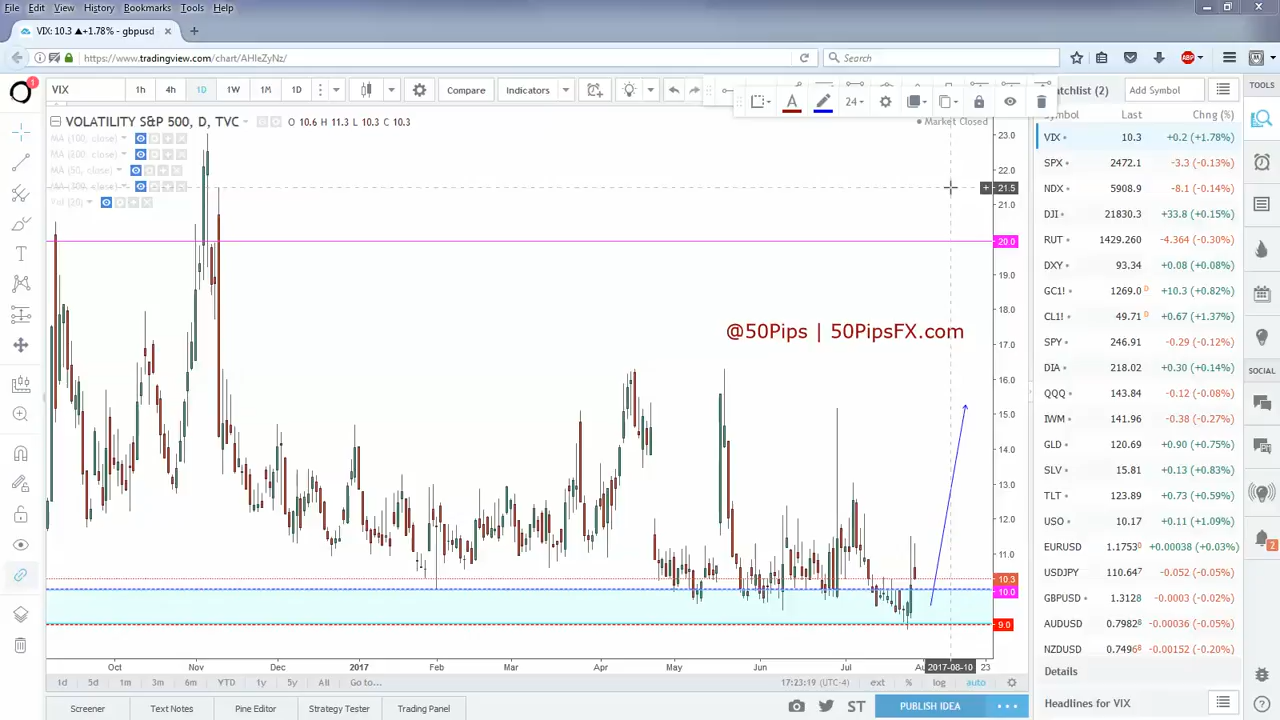 File Edit View History Bookmarks Tools Help
VIX: 10.3 ▲+1.78% - gbpusd
https://www.tradingview.com/chart/AHIeZyNz/
Search
ABP
1
VIX 1h 4h 1D 1W 1M 1D Compare Indicators
A 24
Watchlist (2) Add Symbol
TOOLS
VOLATILITY S&P 500, D, TVC O 10.6 H 11.3 L 10.3 C 10.3
Market Closed
MA (100, close)
MA (200, close)
MA (50, close)
MA (300, close)
Vol (20)
Symbol Last Chng (%)
VIX 10.3 +0.2 (+1.78%)
SPX 2472.1 -3.3 (-0.13%)
NDX 5908.9 -8.1 (-0.14%)
DJI 21830.3 +33.8 (+0.15%)
RUT 1429.260 -4.364 (-0.30%)
DXY 93.34 +0.08 (+0.08%)
GC1! 1269.0 D +10.3 (+0.82%)
CL1! 49.71 D +0.67 (+1.37%)
SPY 246.91 -0.29 (-0.12%)
DIA 218.02 +0.30 (+0.14%)
QQQ 143.84 -0.12 (-0.08%)
IWM 141.96 -0.38 (-0.27%)
GLD 120.69 +0.90 (+0.75%)
SLV 15.81 +0.13 (+0.83%)
TLT 123.89 +0.73 (+0.59%)
USO 10.17 +0.11 (+1.09%)
EURUSD 1.17530 +0.00038 (+0.03%)
USDJPY 110.647 -0.052 (-0.05%)
GBPUSD 1.3128 -0.0003 (-0.02%)
AUDUSD 0.79828 -0.00036 (-0.05%)
NZDUSD 0.74968 -0.00152 (-0.20%)
SOCIAL
2
23.0
22.0
21.5
21.0
20.0
19.0
18.0
17.0
16.0
15.0
14.0
13.0
12.0
11.0
10.3
10.0
9.0
@50Pips | 50PipsFX.com
Oct Nov Dec 2017 Feb Mar Apr May Jun Jul 2017-08-10 23
1d 5d 1m 3m 6m YTD 1y 5y All Go to... 17:23:19 (UTC-4) ext % log auto
Details
Screener Text Notes Pine Editor Strategy Tester Trading Panel ST PUBLISH IDEA
Headlines for VIX